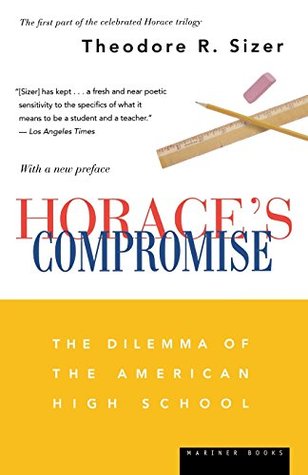 The first part of the celebrated Horace trilogy
Theodore R. Sizer
"[Sizer] has kept . . . a fresh and near poetic
sensitivity to the specifics of what it
means to be a student and a teacher."
— Los Angeles Times
With a new preface
HORACE'S
COMPROMISE
THE DILEMMA OF
THE AMERICAN
HIGH SCHOOL
MARINER BOOKS